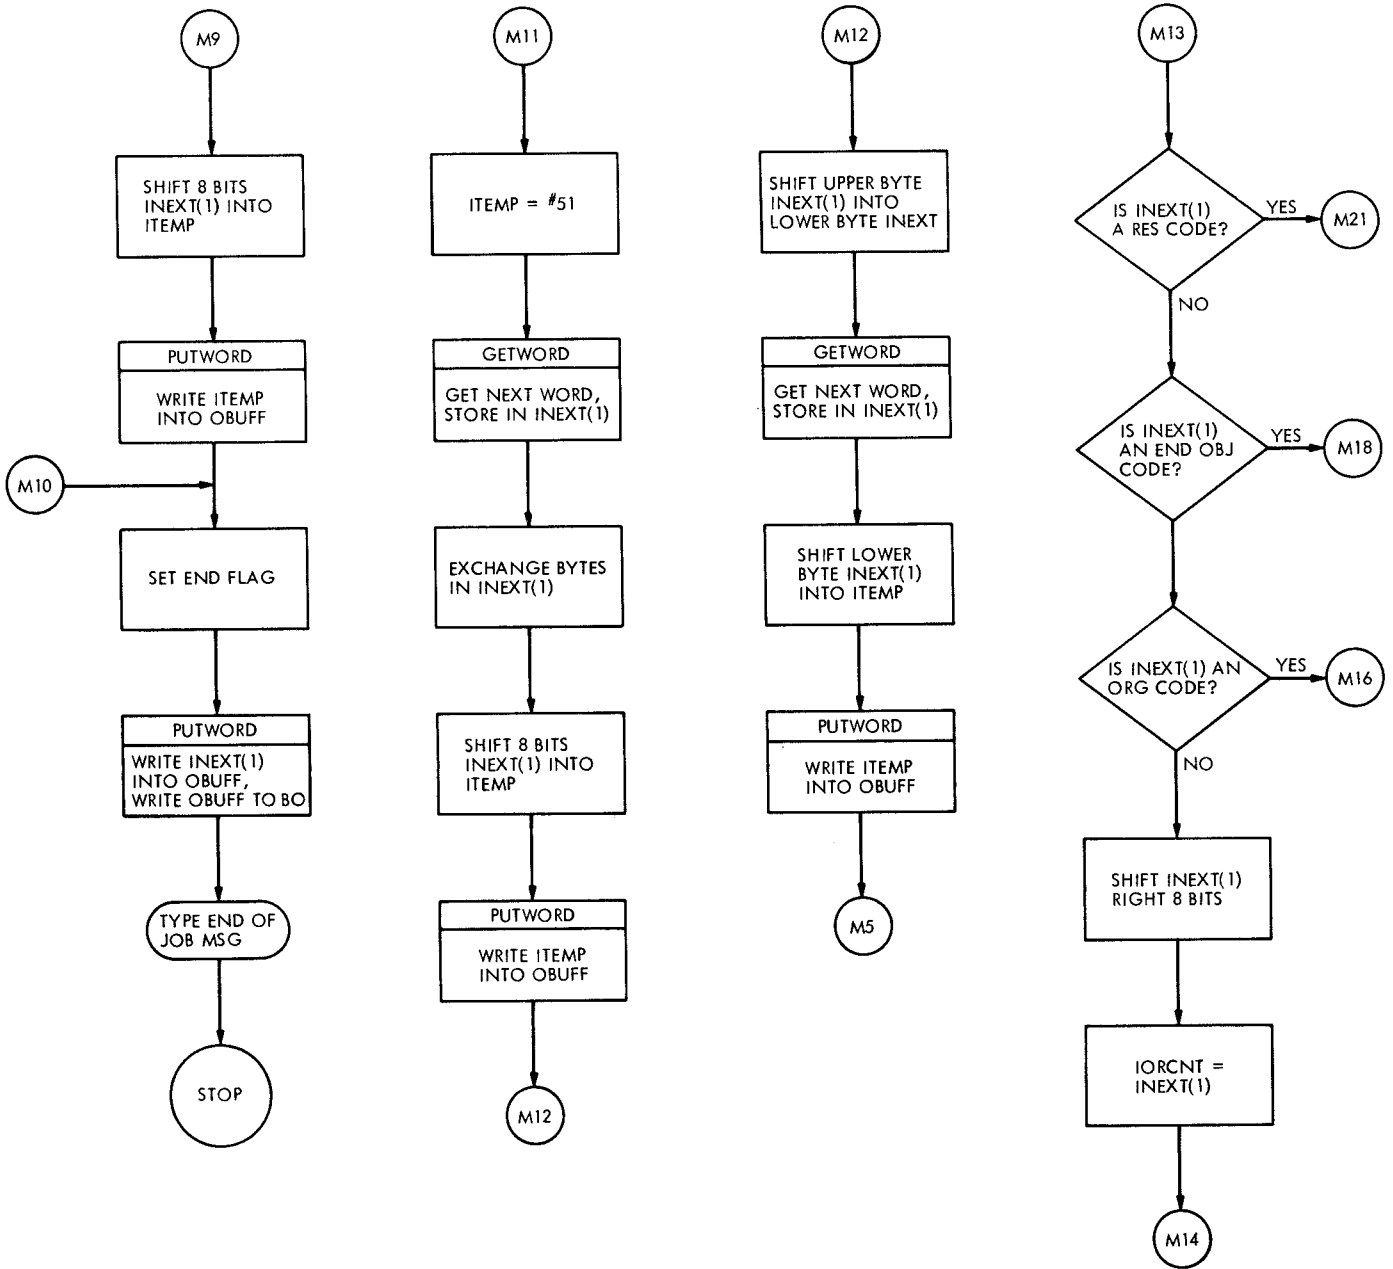 M9
SHIFT 8 BITS
INEXT(1) INTO
ITEMP
PUTWORD
WRITE ITEMP
INTO OBUFF
M10
SET END FLAG
PUTWORD
WRITE INEXT(1)
INTO OBUFF,
WRITE OBUFF TO BO
TYPE END OF
JOB MSG
STOP
M11
ITEMP = #51
GETWORD
GET NEXT WORD,
STORE IN INEXT(1)
EXCHANGE BYTES
IN INEXT(1)
SHIFT 8 BITS
INEXT(1) INTO
ITEMP
PUTWORD
WRITE ITEMP
INTO OBUFF
M12
M12
SHIFT UPPER BYTE
INEXT(1) INTO
LOWER BYTE INEXT
GETWORD
GET NEXT WORD,
STORE IN INEXT(1)
SHIFT LOWER
BYTE INEXT(1)
INTO ITEMP
PUTWORD
WRITE ITEMP
INTO OBUFF
M5
M13
IS INEXT(1)
A RES CODE?
YES
M21
NO
IS INEXT(1)
AN END OBJ
CODE?
YES
M18
IS INEXT(1) AN
ORG CODE?
YES
M16
NO
SHIFT INEXT(1)
RIGHT 8 BITS
IORCNT =
INEXT(1)
M14